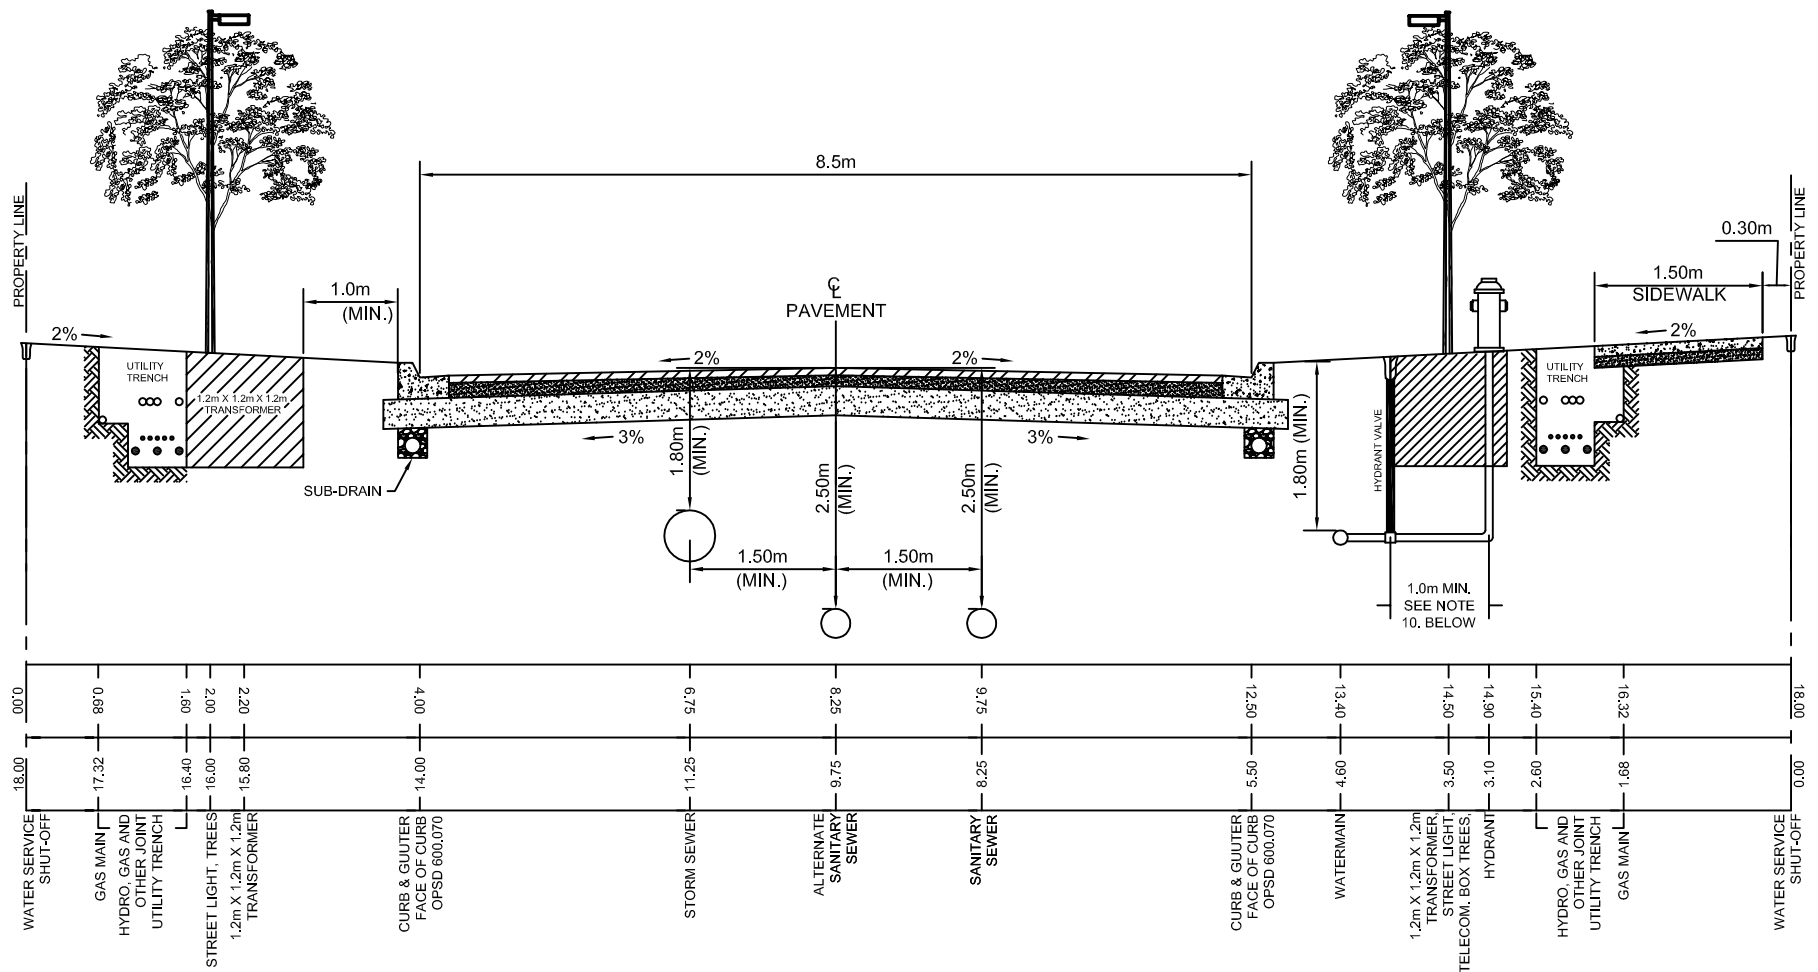 8.5m
PROPERTY LINE
PROPERTY LINE
0.30m
1.50m
SIDEWALK
1.0m
(MIN.)
℄
PAVEMENT
2%
2%
2%
2%
UTILITY
TRENCH
1.2m X 1.2m X 1.2m
TRANSFORMER
UTILITY
TRENCH
3%
3%
SUB-DRAIN
1.80m
(MIN.)
2.50m
(MIN.)
2.50m
(MIN.)
1.80m (MIN.)
HYDRANT VALVE
1.50m
(MIN.)
1.50m
(MIN.)
1.0m MIN.
SEE NOTE
10. BELOW
0.00
0.68
1.60
2.00
2.20
4.00
6.75
8.25
9.75
12.50
13.40
14.50
14.90
15.40
16.32
18.00
18.00
17.32
16.40
16.00
15.80
14.00
11.25
9.75
8.25
5.50
4.60
3.50
3.10
2.90
1.98
0.00
WATER SERVICE
SHUT-OFF
GAS MAIN
HYDRO, GAS AND
OTHER JOINT
UTILITY TRENCH
STREET LIGHT, TREES
1.2m X 1.2m X 1.2m
TRANSFORMER
CURB & GUUTER
FACE OF CURB
OPSD 600.070
STORM SEWER
ALTERNATE
SANITARY
SEWER
SANITARY
SEWER
CURB & GUUTER
FACE OF CURB
OPSD 600.070
WATERMAIN
1.2m X 1.2m X 1.2m
TRANSFORMER,
STREET LIGHT,
TELECOM. BOX TREES,
HYDRANT
HYDRO, GAS AND
OTHER JOINT
UTILITY TRENCH
GAS MAIN
WATER SERVICE
SHUT-OFF